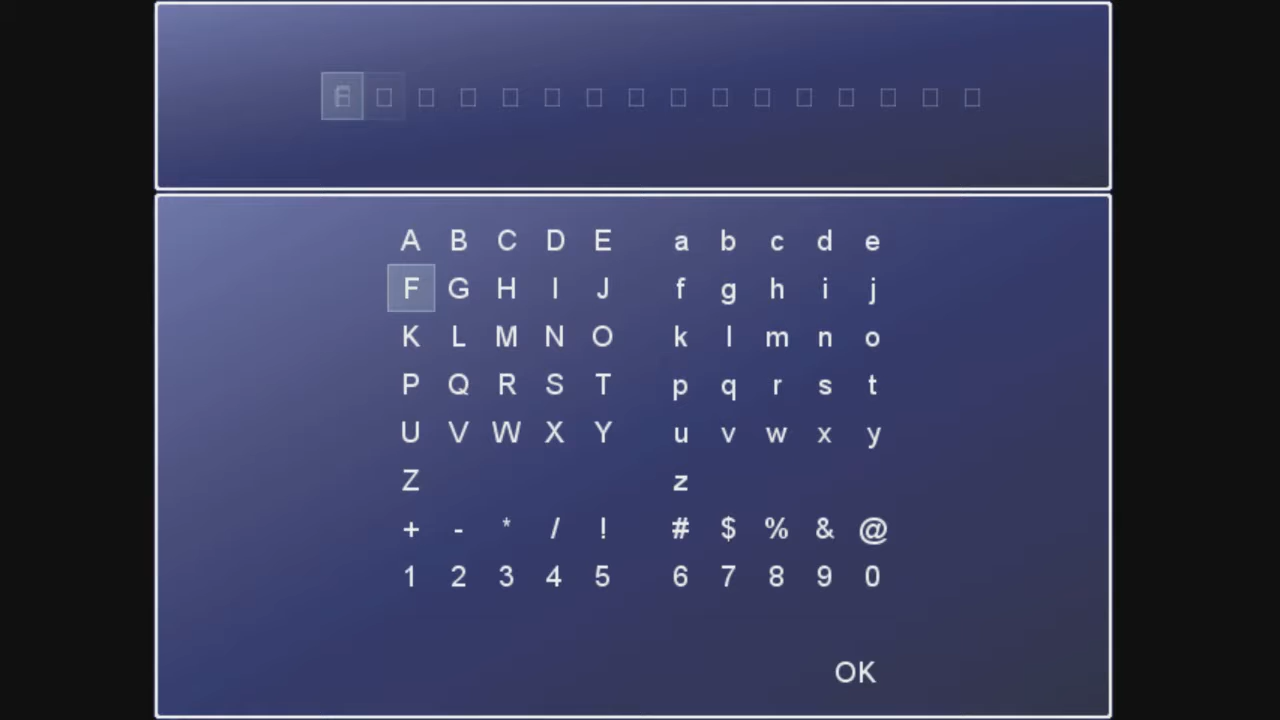 A B C D E a b c d e
F G H I J f g h i j
K L M N O k l m n o
P Q R S T p q r s t
U V W X Y u v w x y
Z z
+ - * / ! # $ % & @
1 2 3 4 5 6 7 8 9 0
OK